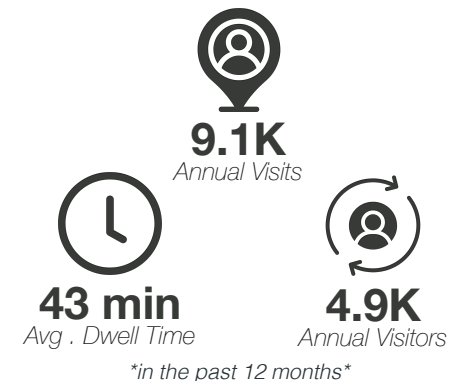 9.1K
Annual Visits
43 min
Avg . Dwell Time
4.9K
Annual Visitors
*in the past 12 months*